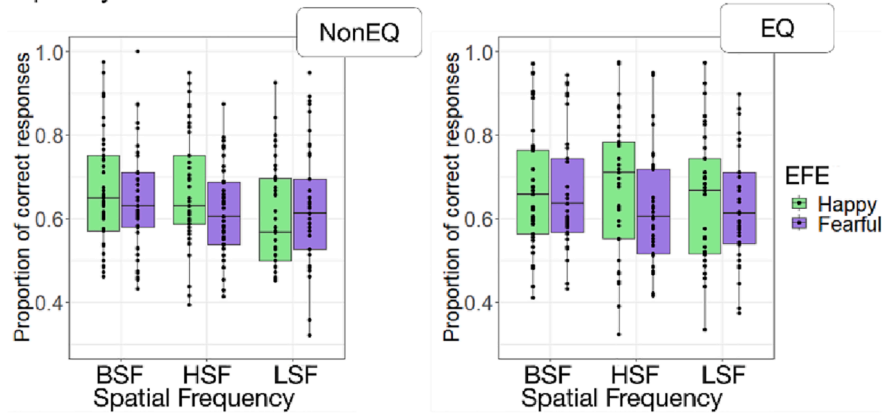 NonEQ
EQ
Proportion of correct responses
1.0
0.8
0.6
0.4
BSF HSF LSF
Spatial Frequency
Proportion of correct responses
1.0
0.8
0.6
0.4
BSF HSF LSF
Spatial Frequency
EFE
Happy
Fearful